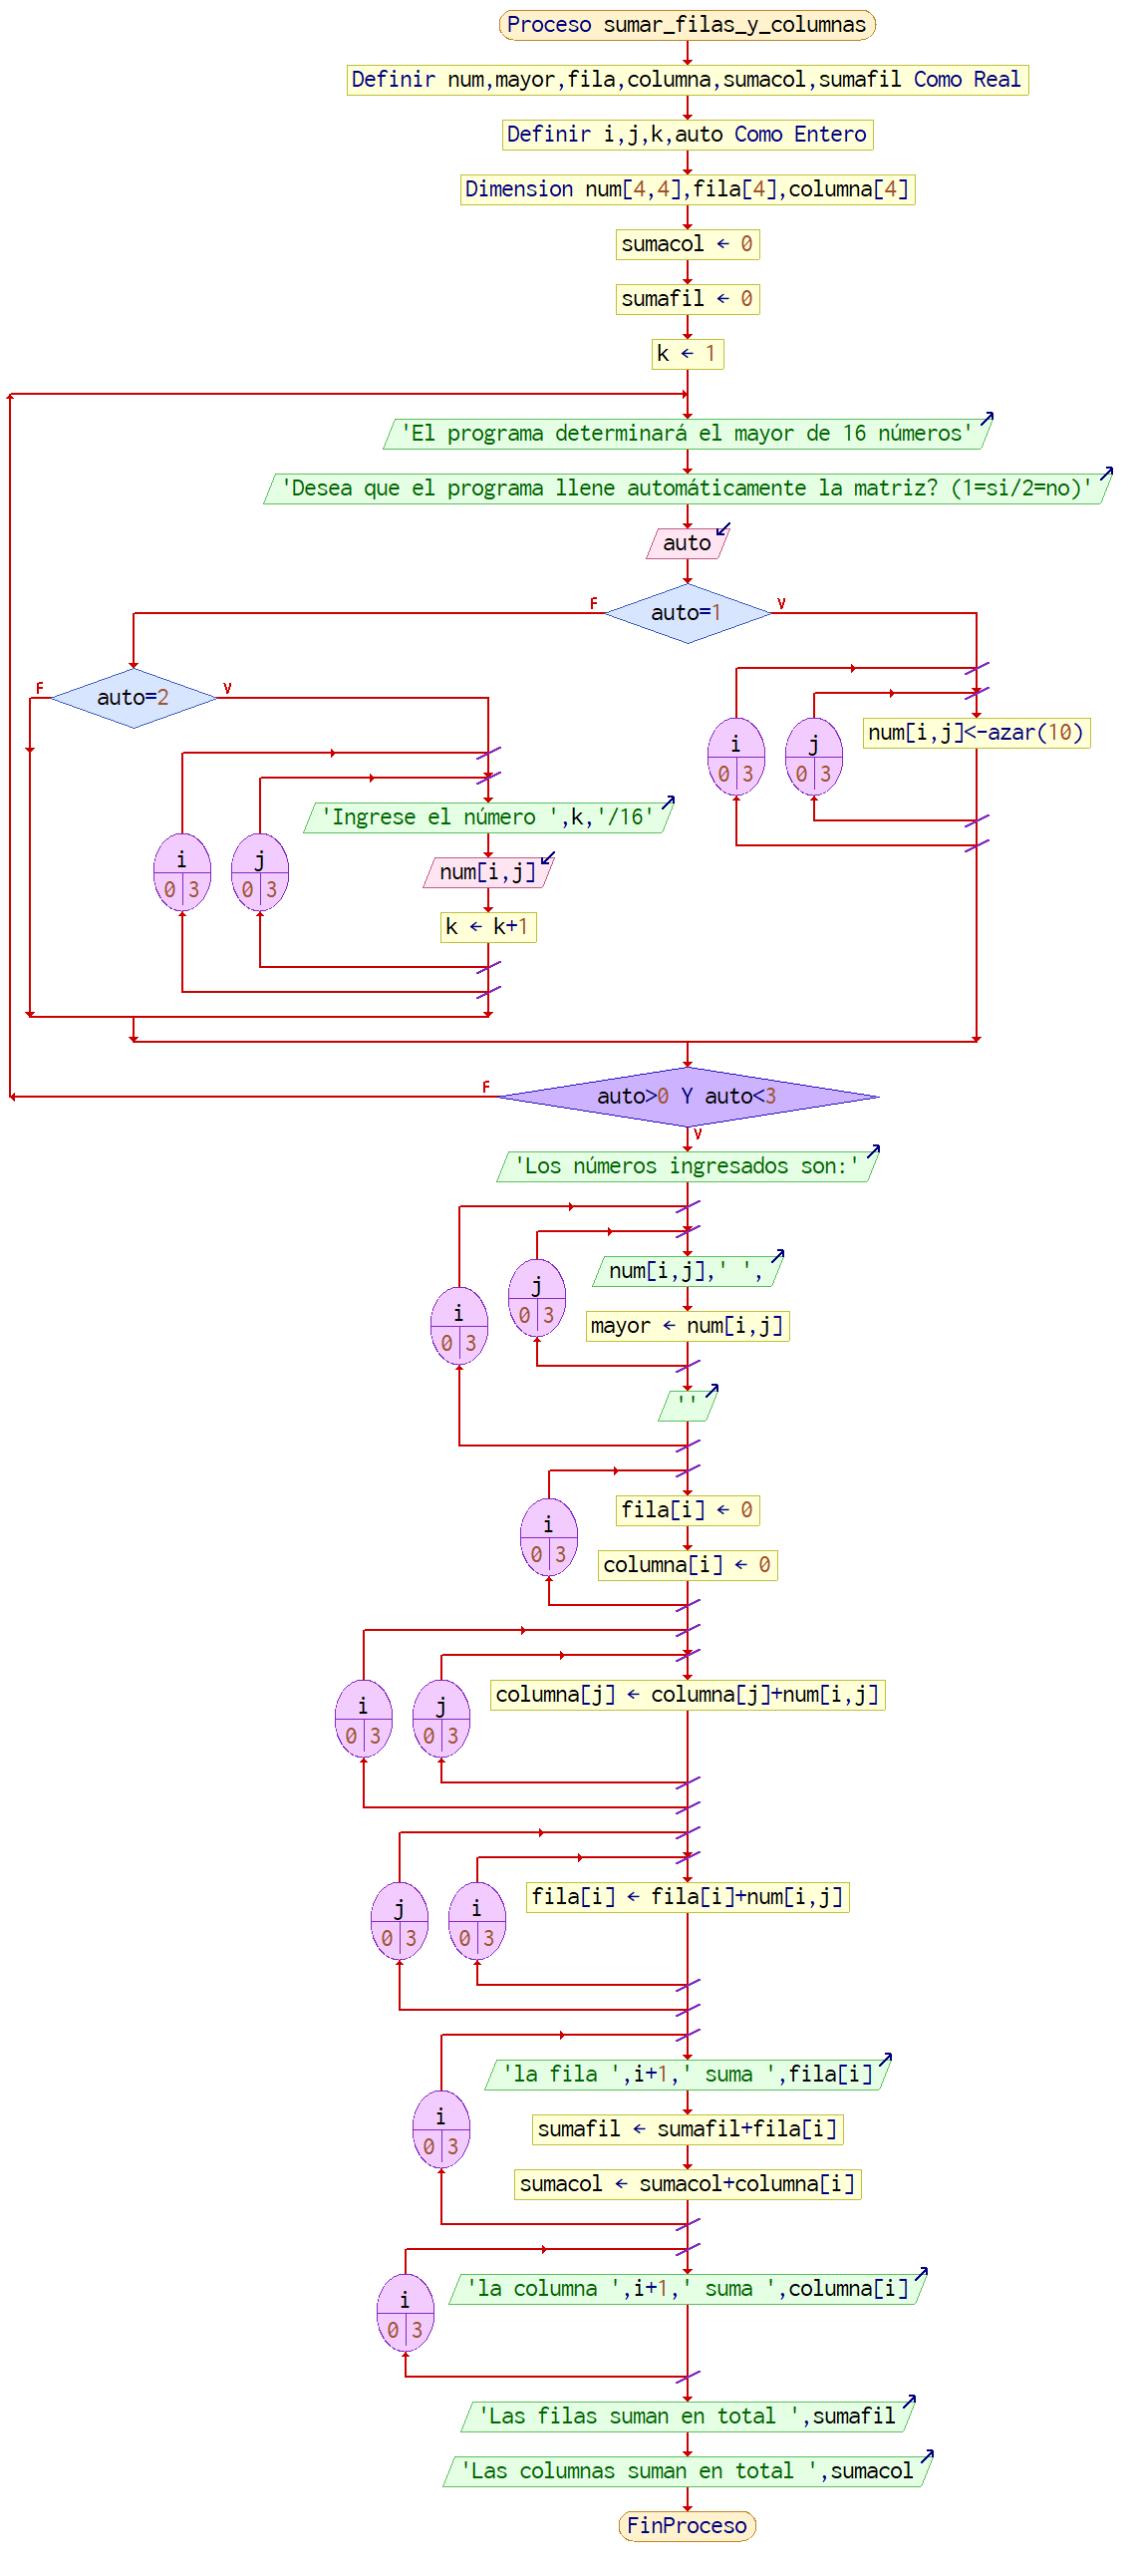 Proceso sumar_filas_y_columnas
Definir num,mayor,fila,columna,sumacol,sumafil Como Real
Definir i,j,k,auto Como Entero
Dimension num[4,4],fila[4],columna[4]
sumacol ← 0
sumafil ← 0
k ← 1
'El programa determinará el mayor de 16 números'
'Desea que el programa llene automáticamente la matriz? (1=si/2=no)'
auto
F auto=1 V
F auto=2 V
i
0 3
j
0 3
num[i,j]<-azar(10)
'Ingrese el número ',k,'/16'
i
0 3
j
0 3
num[i,j]
k ← k+1
F auto>0 Y auto<3
V
'Los números ingresados son:'
i
0 3
j
0 3
num[i,j],' ',
mayor ← num[i,j]
''
i
0 3
fila[i] ← 0
columna[i] ← 0
i
0 3
j
0 3
columna[j] ← columna[j]+num[i,j]
j
0 3
i
0 3
fila[i] ← fila[i]+num[i,j]
i
0 3
'la fila ',i+1,' suma ',fila[i]
sumafil ← sumafil+fila[i]
sumacol ← sumacol+columna[i]
i
0 3
'la columna ',i+1,' suma ',columna[i]
'Las filas suman en total ',sumafil
'Las columnas suman en total ',sumacol
FinProceso